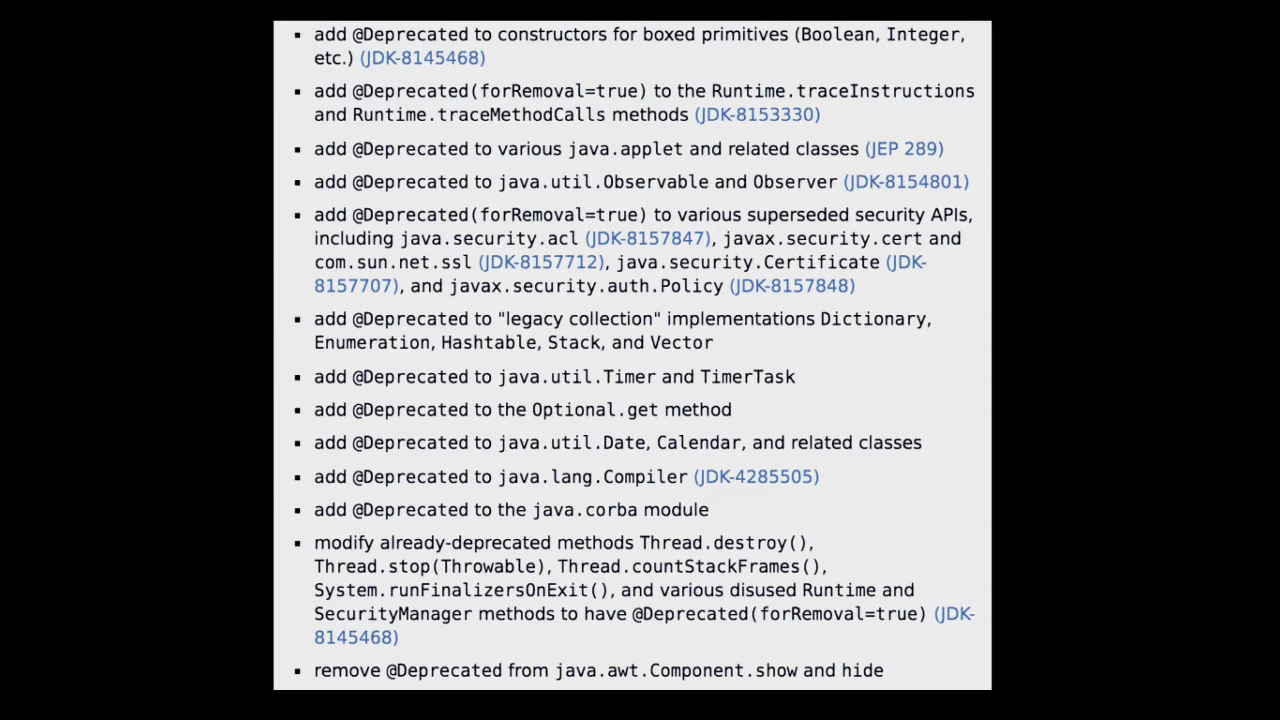 ▪ add @Deprecated to constructors for boxed primitives (Boolean, Integer,
etc.) (JDK-8145468)
▪ add @Deprecated(forRemoval=true) to the Runtime.traceInstructions
and Runtime.traceMethodCalls methods (JDK-8153330)
▪ add @Deprecated to various java.applet and related classes (JEP 289)
▪ add @Deprecated to java.util.Observable and Observer (JDK-8154801)
▪ add @Deprecated(forRemoval=true) to various superseded security APIs,
including java.security.acl (JDK-8157847), javax.security.cert and
com.sun.net.ssl (JDK-8157712), java.security.Certificate (JDK-
8157707), and javax.security.auth.Policy (JDK-8157848)
▪ add @Deprecated to "legacy collection" implementations Dictionary,
Enumeration, Hashtable, Stack, and Vector
▪ add @Deprecated to java.util.Timer and TimerTask
▪ add @Deprecated to the Optional.get method
▪ add @Deprecated to java.util.Date, Calendar, and related classes
▪ add @Deprecated to java.lang.Compiler (JDK-4285505)
▪ add @Deprecated to the java.corba module
▪ modify already-deprecated methods Thread.destroy(),
Thread.stop(Throwable), Thread.countStackFrames(),
System.runFinalizersOnExit(), and various disused Runtime and
SecurityManager methods to have @Deprecated(forRemoval=true) (JDK-
8145468)
▪ remove @Deprecated from java.awt.Component.show and hide